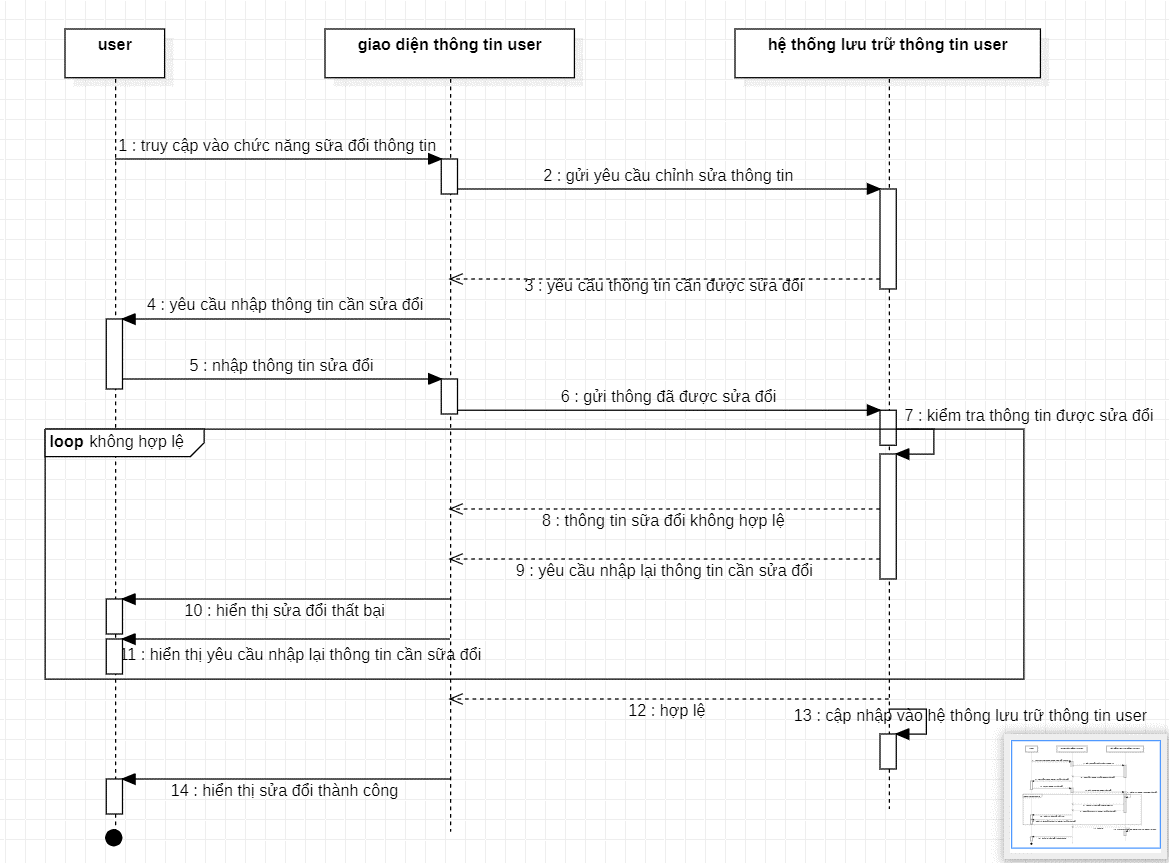 user
giao diện thông tin user
hệ thống lưu trữ thông tin user
1 : truy cập vào chức năng sữa đổi thông tin
2 : gửi yêu cầu chỉnh sửa thông tin
3 : yêu cầu thông tin cần được sửa đổi
4 : yêu cầu nhập thông tin cần sửa đổi
5 : nhập thông tin sửa đổi
6 : gửi thông đã được sửa đổi
7 : kiểm tra thông tin được sửa đổi
loop không hợp lệ
8 : thông tin sữa đổi không hợp lệ
9 : yêu cầu nhập lại thông tin cần sửa đổi
10 : hiển thị sửa đổi thất bại
11 : hiển thị yêu cầu nhập lại thông tin cần sữa đổi
12 : hợp lệ
13 : cập nhập vào hệ thông lưu trữ thông tin user
14 : hiển thị sửa đổi thành công